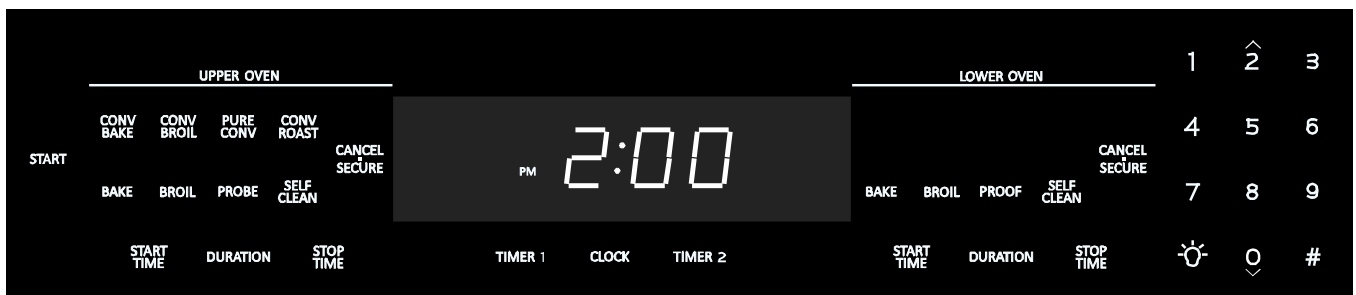 UPPER OVEN
LOWER OVEN
1 2 3
CONV BAKE
CONV BROIL
PURE CONV
CONV ROAST
4 5 6
START
CANCEL
SECURE
PM 2:00
CANCEL
SECURE
BAKE BROIL PROBE SELF CLEAN
BAKE BROIL PROOF SELF CLEAN
7 8 9
START TIME
DURATION
STOP TIME
TIMER 1 CLOCK TIMER 2
START TIME
DURATION
STOP TIME
0 #